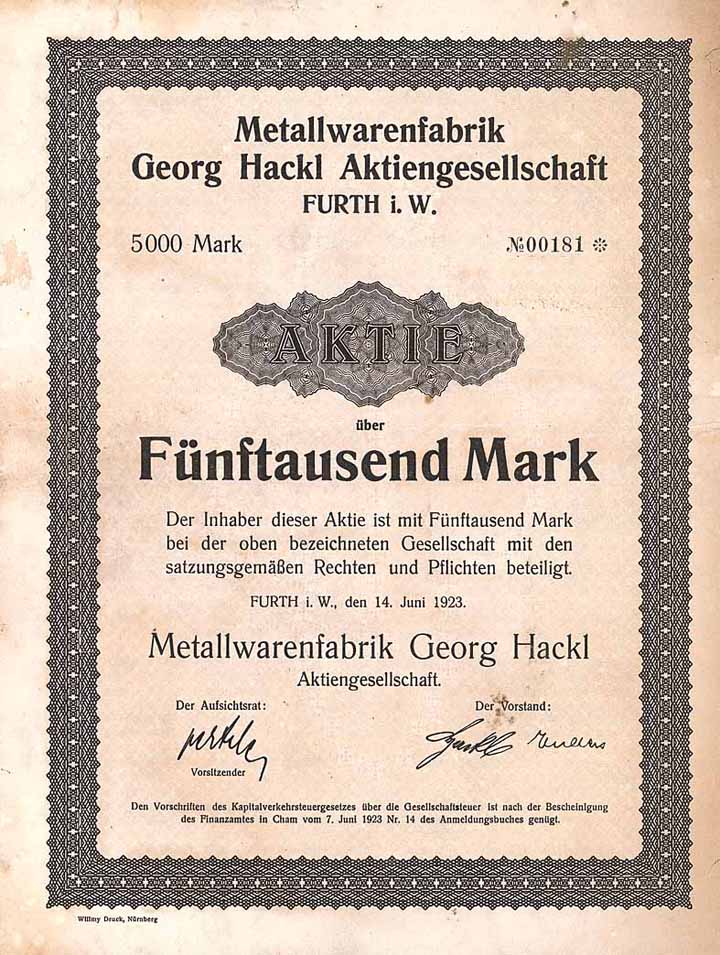 Metallwarenfabrik
Georg Hackl Aktiengesellschaft
FURTH i. W.
5000 Mark
№00181 ❊
AKTIE
über
Fünftausend Mark
Der Inhaber dieser Aktie ist mit Fünftausend Mark
bei der oben bezeichneten Gesellschaft mit den
satzungsgemäßen Rechten und Pflichten beteiligt.
FURTH i. W., den 14. Juni 1923.
Metallwarenfabrik Georg Hackl
Aktiengesellschaft.
Der Aufsichtsrat:
Der Vorstand:
Vorsitzender
Den Vorschriften des Kapitalverkehrsteuergesetzes über die Gesellschaftsteuer ist nach der Bescheinigung
des Finanzamtes in Cham vom 7. Juni 1923 Nr. 14 des Anmeldungsbuches genügt.
Willmy Druck, Nürnberg